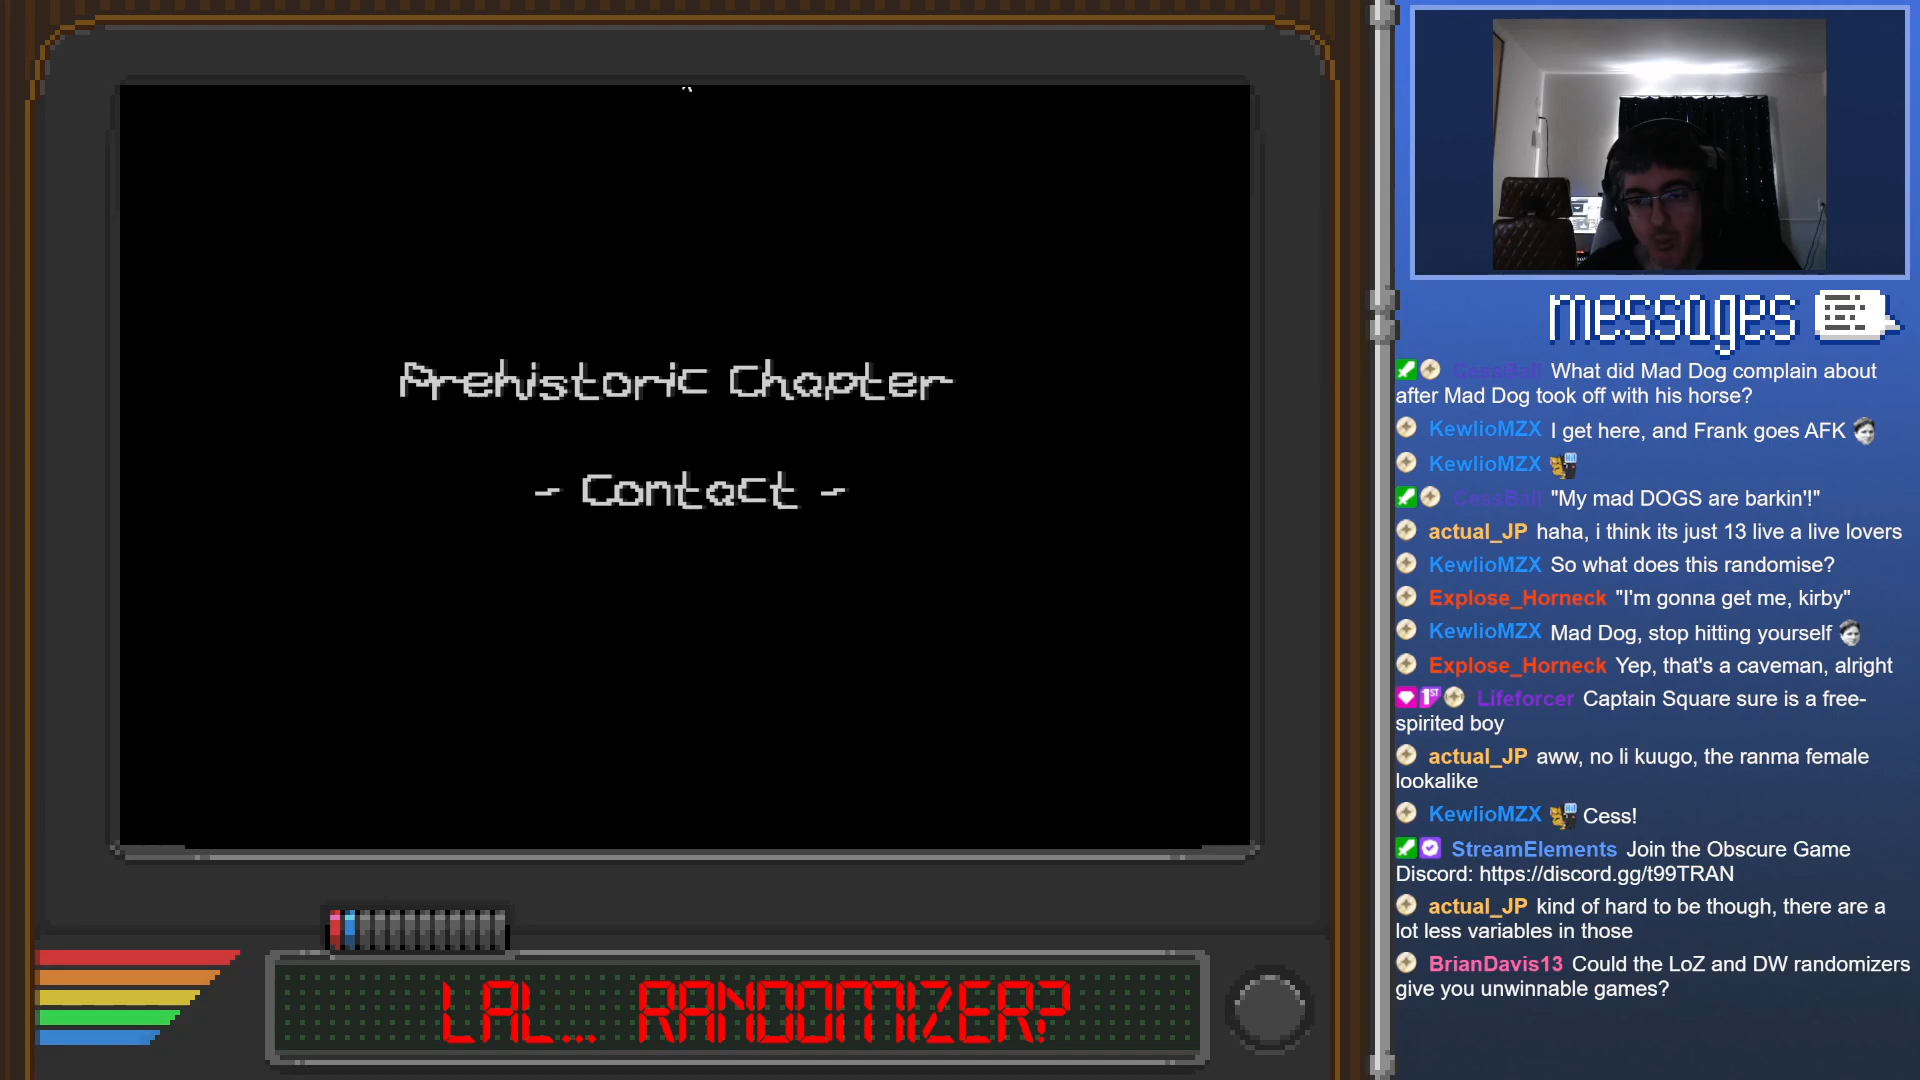 Prehistoric Chapter
- Contact -
LAL... RANDOMIZER?
messages
CessBall What did Mad Dog complain about
after Mad Dog took off with his horse?
KewlioMZX I get here, and Frank goes AFK
KewlioMZX
CessBall "My mad DOGS are barkin'!"
actual_JP haha, i think its just 13 live a live lovers
KewlioMZX So what does this randomise?
Explose_Horneck "I'm gonna get me, kirby"
KewlioMZX Mad Dog, stop hitting yourself
Explose_Horneck Yep, that's a caveman, alright
1ST Lifeforcer Captain Square sure is a free-
spirited boy
actual_JP aww, no li kuugo, the ranma female
lookalike
KewlioMZX Cess!
StreamElements Join the Obscure Game
Discord: https://discord.gg/t99TRAN
actual_JP kind of hard to be though, there are a
lot less variables in those
BrianDavis13 Could the LoZ and DW randomizers
give you unwinnable games?